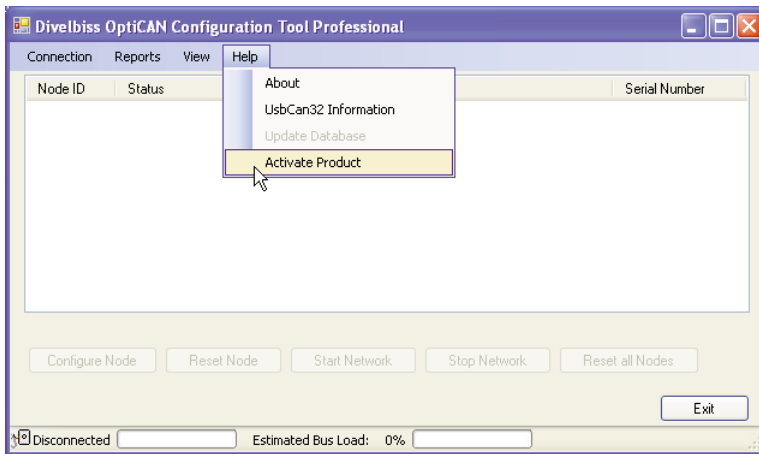 Divelbiss OptiCAN Configuration Tool Professional
Connection Reports View Help
Node ID Status Serial Number
About
UsbCan32 Information
Update Database
Activate Product
Configure Node Reset Node Start Network Stop Network Reset all Nodes
Exit
Disconnected Estimated Bus Load: 0%